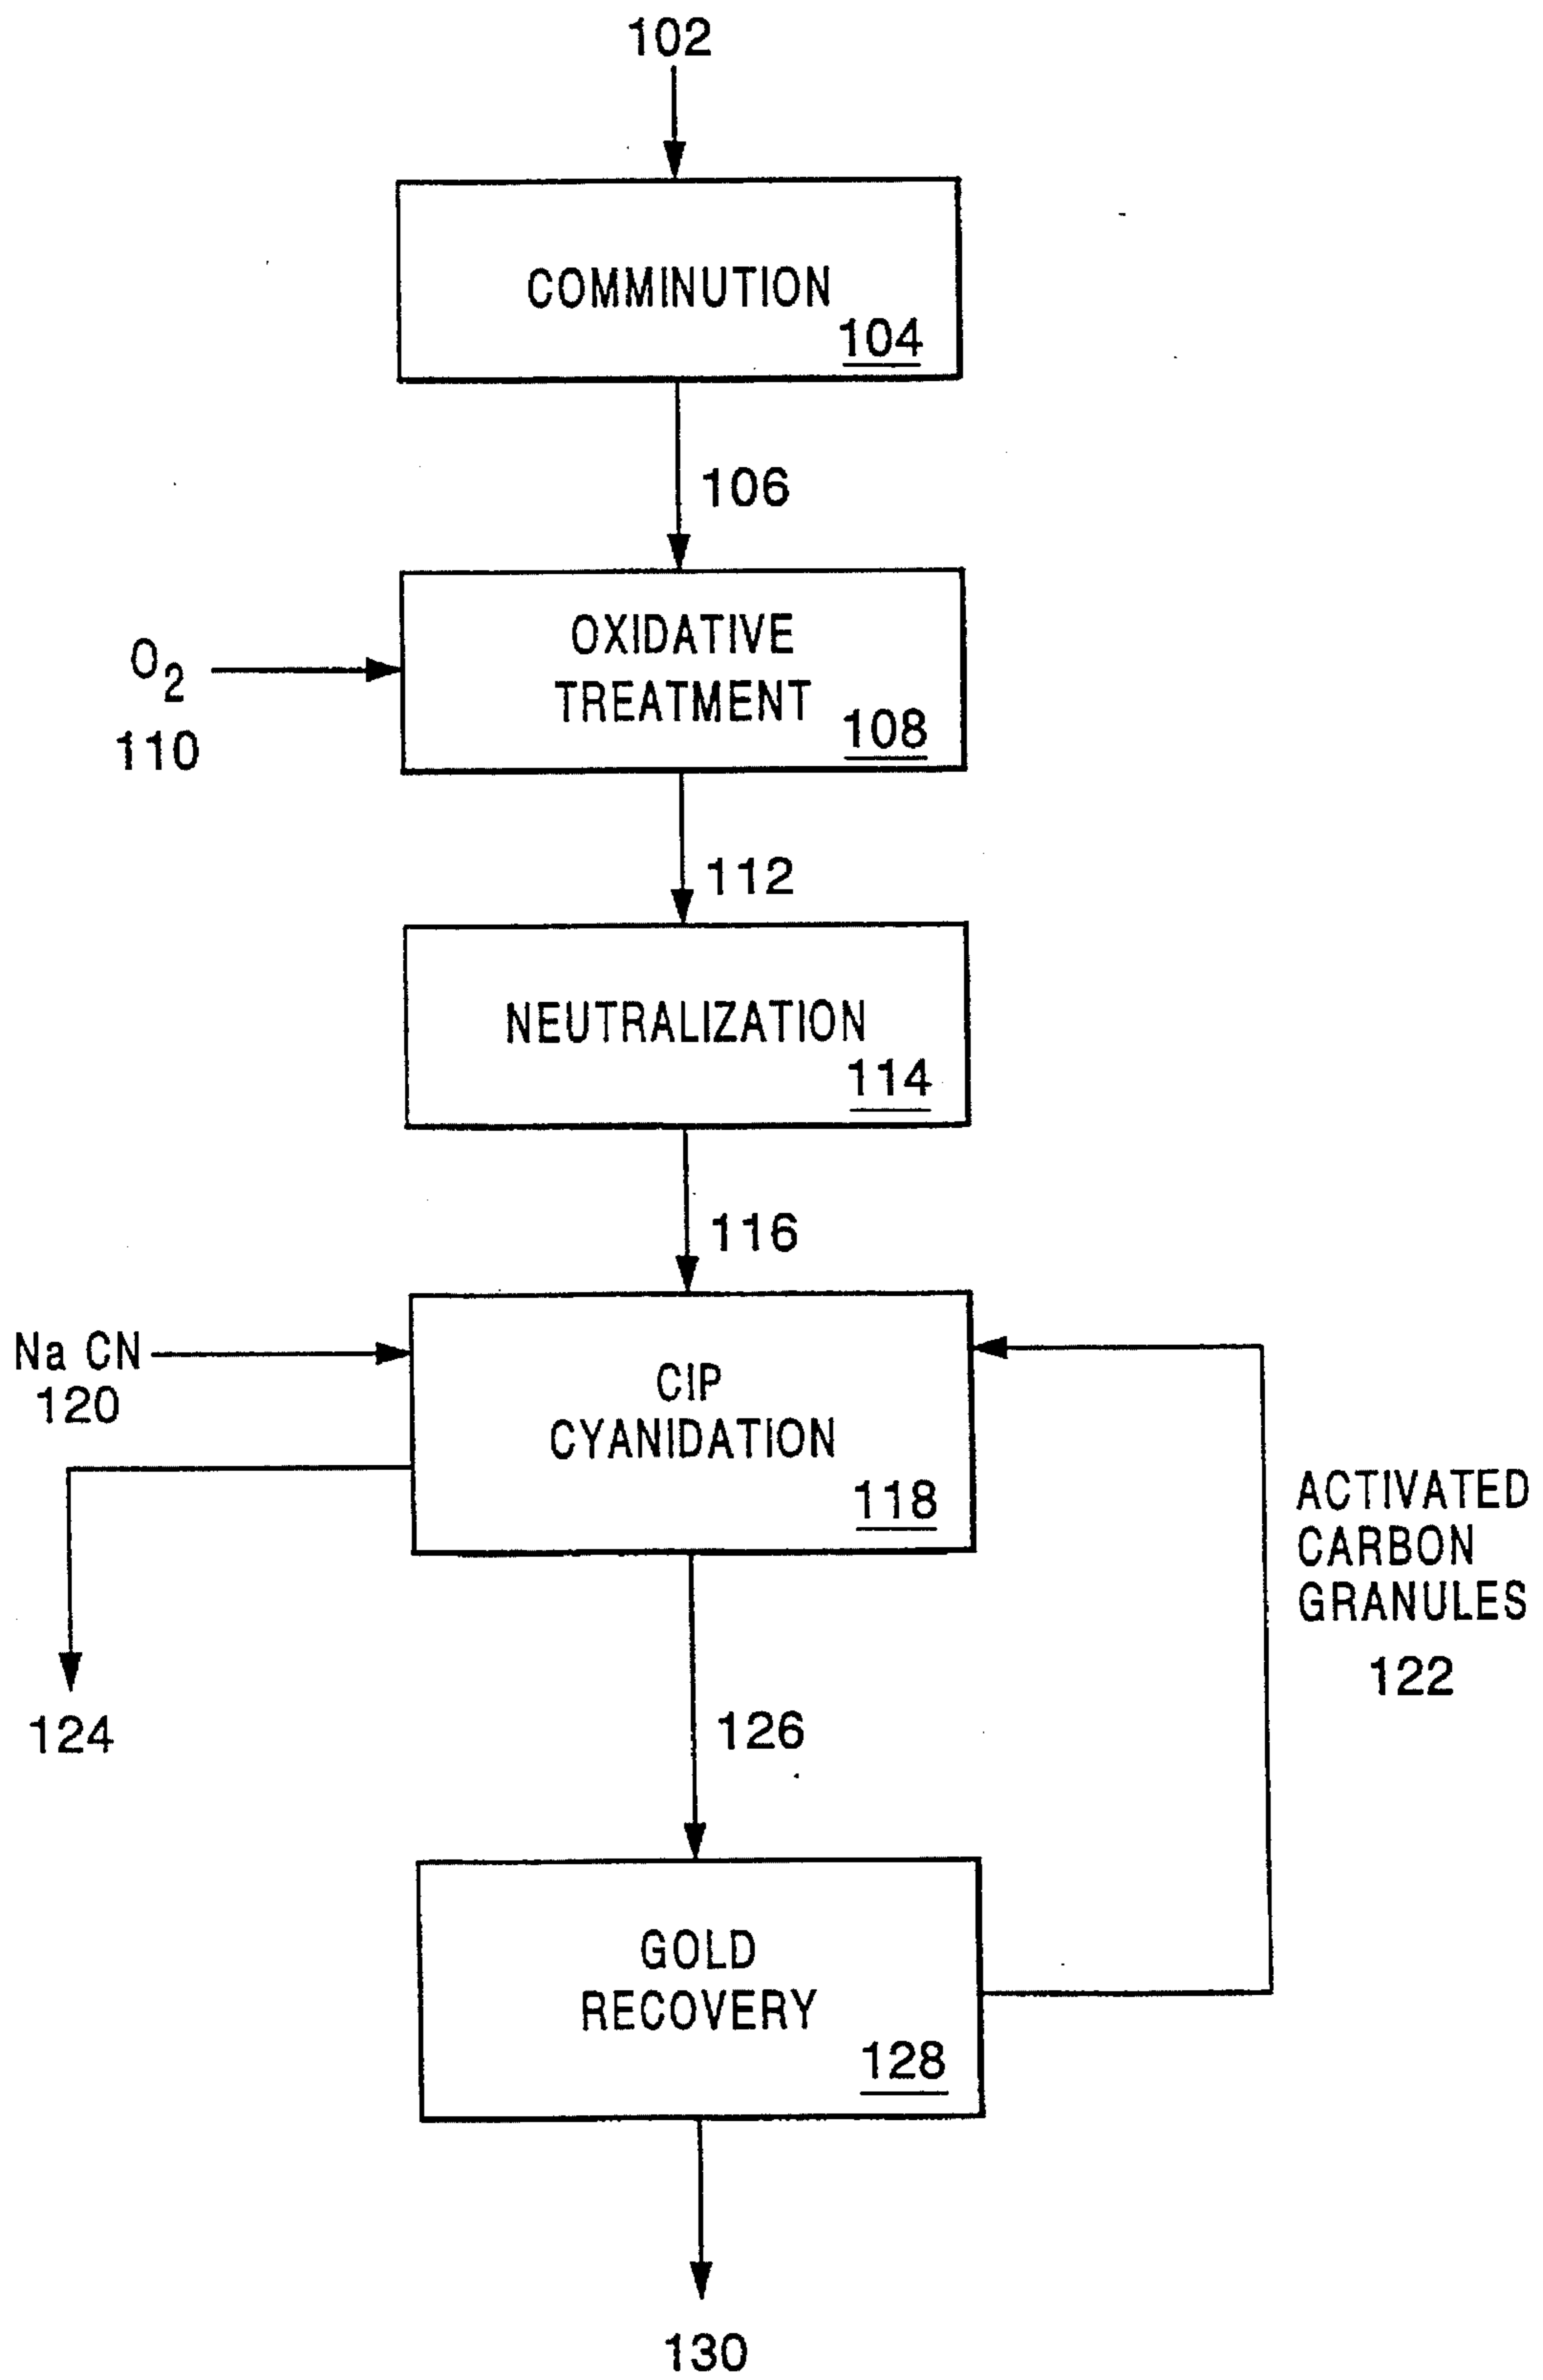 102
COMMINUTION
104
106
O2
110
OXIDATIVE
TREATMENT
108
112
NEUTRALIZATION
114
116
Na CN
120
CIP
CYANIDATION
118
ACTIVATED
CARBON
GRANULES
122
124
126
GOLD
RECOVERY
128
130